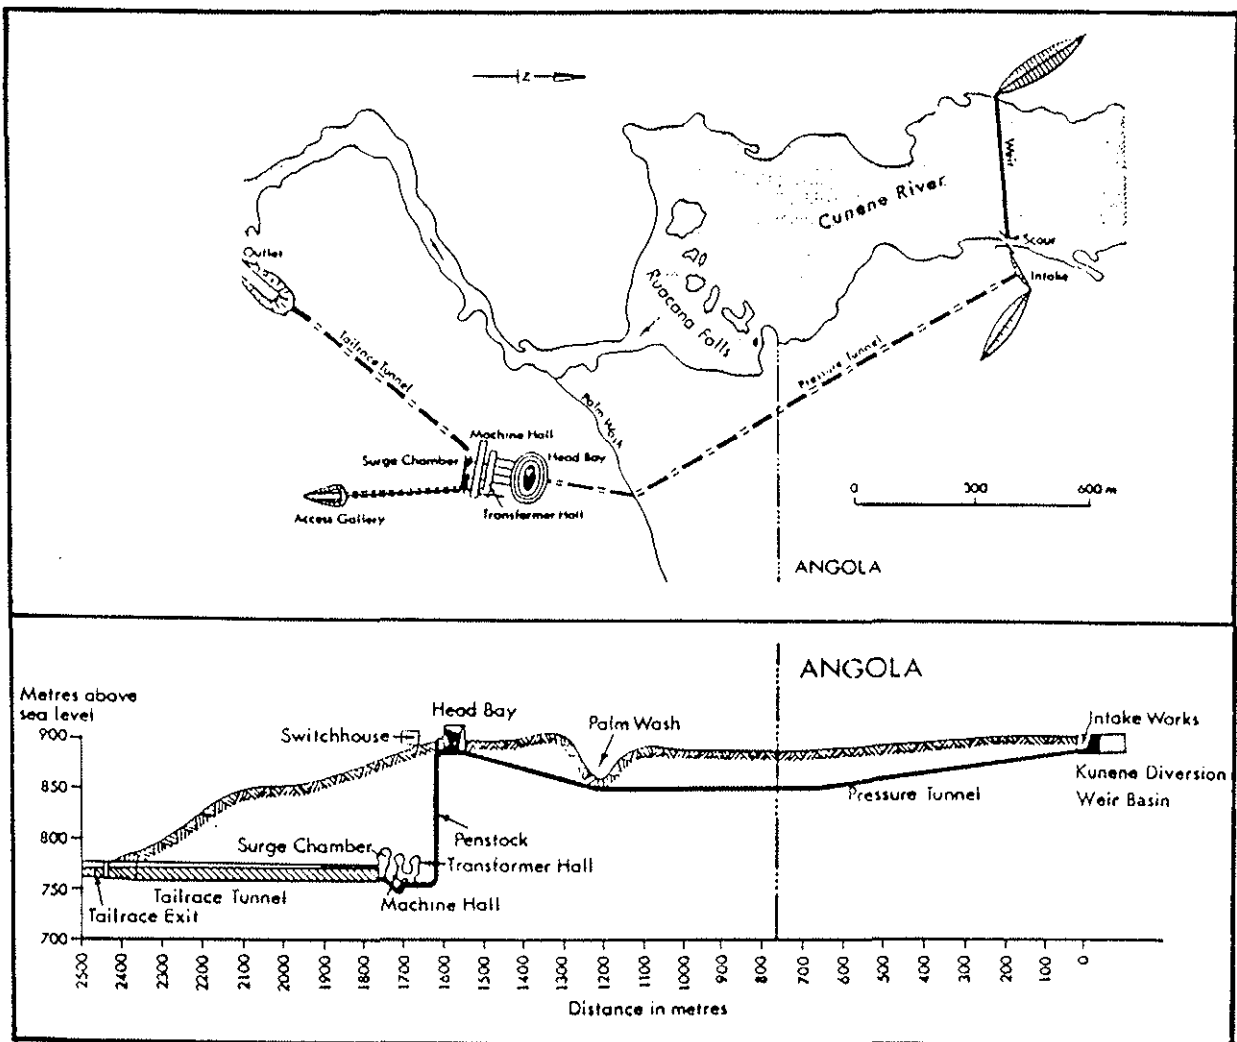 N
Weir
Cunene River
Scour
Intake
Outlet
Ruacana Falls
Tailrace Tunnel
Pressure Tunnel
Palm Wash
Machine Hall
Surge Chamber
Head Bay
Transformer Hall
Access Gallery
0 300 600 m
ANGOLA
ANGOLA
Metres above
sea level
Head Bay
Palm Wash
Intake Works
Switchhouse
900
850
800
750
700
Kunene Diversion
Weir Basin
Pressure Tunnel
Penstock
Surge Chamber
Transformer Hall
Tailrace Tunnel
Machine Hall
Tailrace Exit
2500 2400 2300 2200 2100 2000 1900 1800 1700 1600 1500 1400 1300 1200 1100 1000 900 800 700 600 500 400 300 200 100 0
Distance in metres